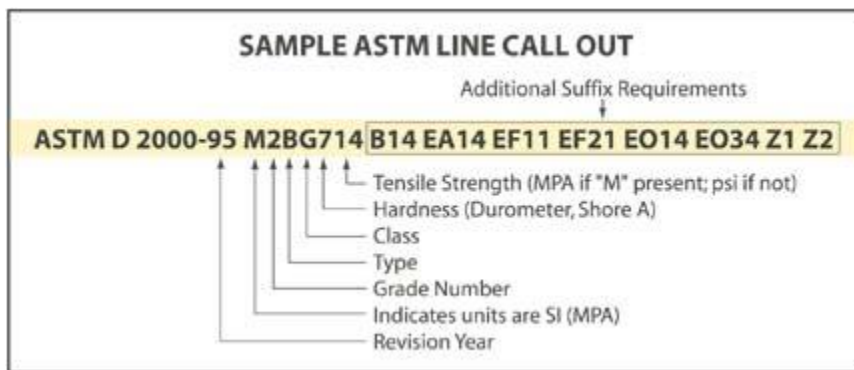 SAMPLE ASTM LINE CALL OUT
Additional Suffix Requirements
ASTM D 2000-95 M2BG714 B14 EA14 EF11 EF21 EO14 EO34 Z1 Z2
Tensile Strength (MPA if "M" present; psi if not)
Hardness (Durometer, Shore A)
Class
Type
Grade Number
Indicates units are SI (MPA)
Revision Year